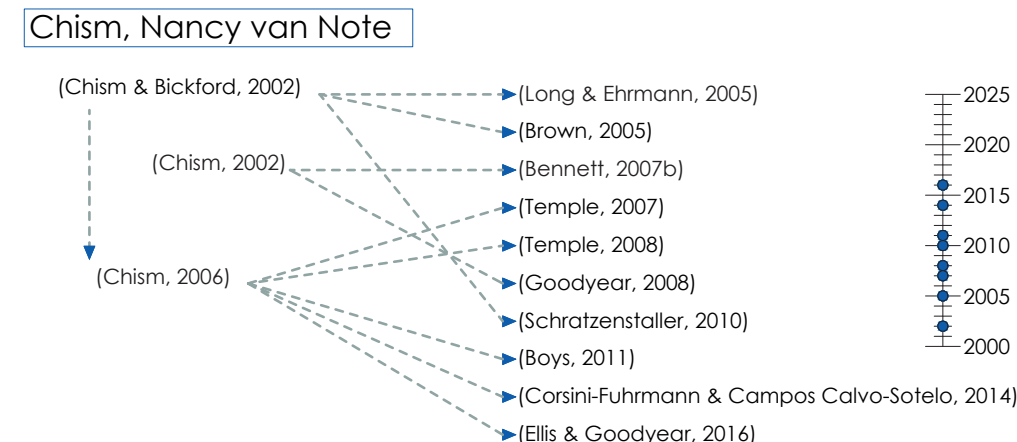 Chism, Nancy van Note
(Chism & Bickford, 2002)
(Chism, 2002)
(Chism, 2006)
(Long & Ehrmann, 2005)
(Brown, 2005)
(Bennett, 2007b)
(Temple, 2007)
(Temple, 2008)
(Goodyear, 2008)
(Schratzenstaller, 2010)
(Boys, 2011)
(Corsini-Fuhrmann & Campos Calvo-Sotelo, 2014)
(Ellis & Goodyear, 2016)
2025
2020
2015
2010
2005
2000